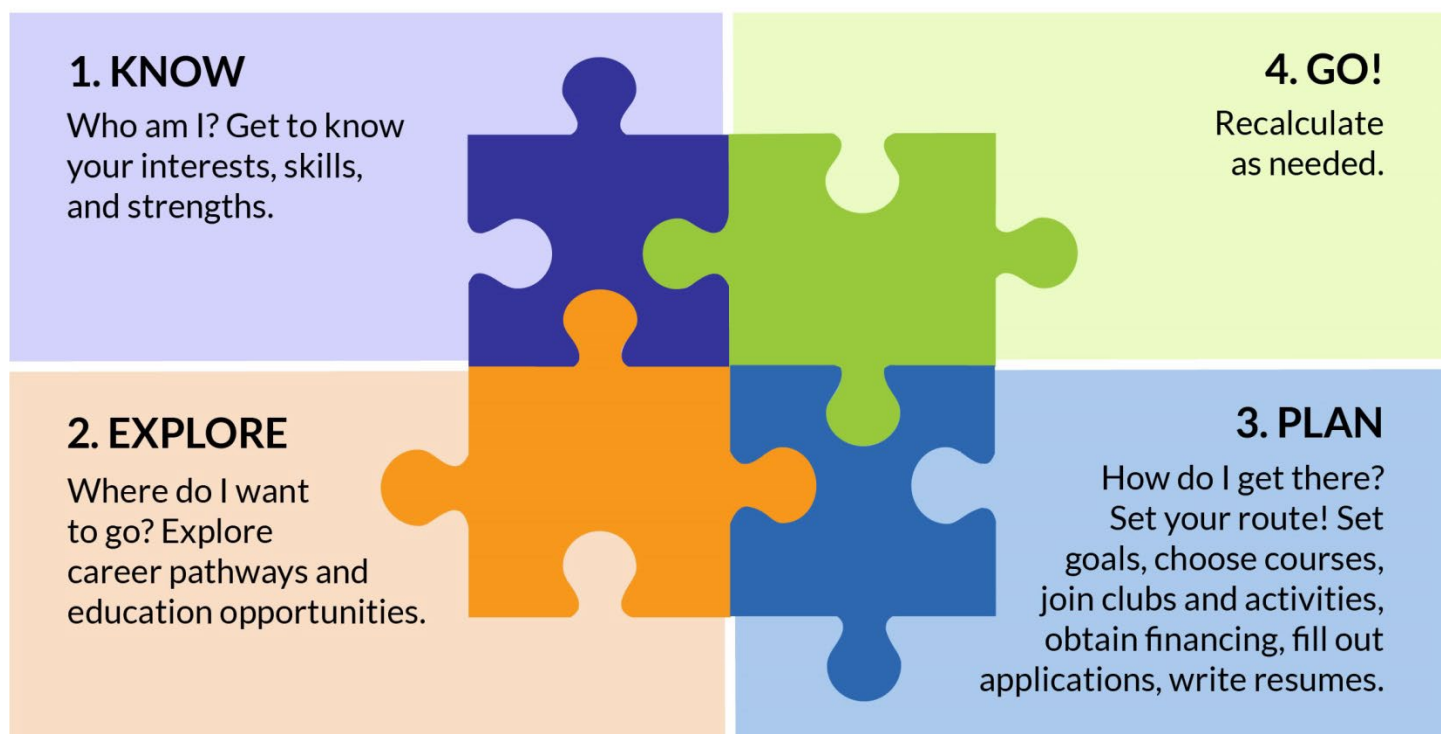 1. KNOW
Who am I? Get to know
your interests, skills,
and strengths.
2. EXPLORE
Where do I want
to go? Explore
career pathways and
education opportunities.
3. PLAN
How do I get there?
Set your route! Set
goals, choose courses,
join clubs and activities,
obtain financing, fill out
applications, write resumes.
4. GO!
Recalculate
as needed.